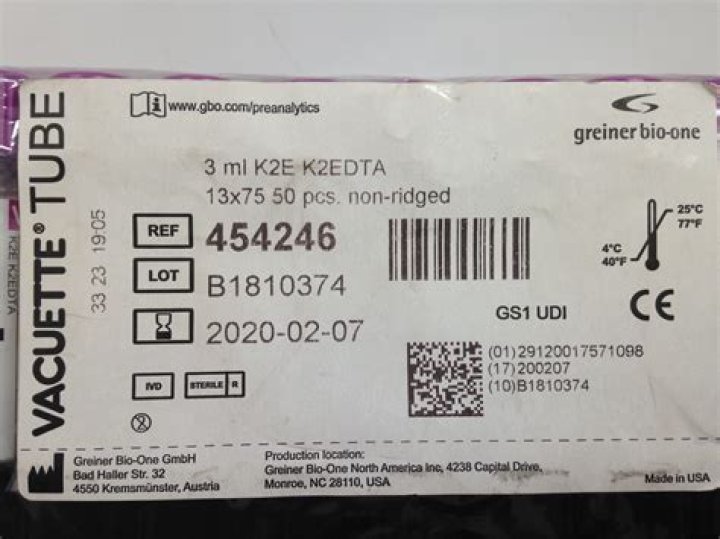 VACUETTE® TUBE
www.gbo.com/preanalytics
greiner bio-one
3 ml K2E K2EDTA
13x75 50 pcs. non-ridged
REF 454246
LOT B1810374
2020-02-07
33 23 19:05
K2E K2EDTA
25°C
77°F
4°C
40°F
GS1 UDI
CE
(01)29120017571098
(17)200207
(10)B1810374
IVD
STERILE R
2
Greiner Bio-One GmbH
Bad Haller Str. 32
4550 Kremsmünster, Austria
Production location:
Greiner Bio-One North America Inc, 4238 Capital Drive,
Monroe, NC 28110, USA
Made in USA